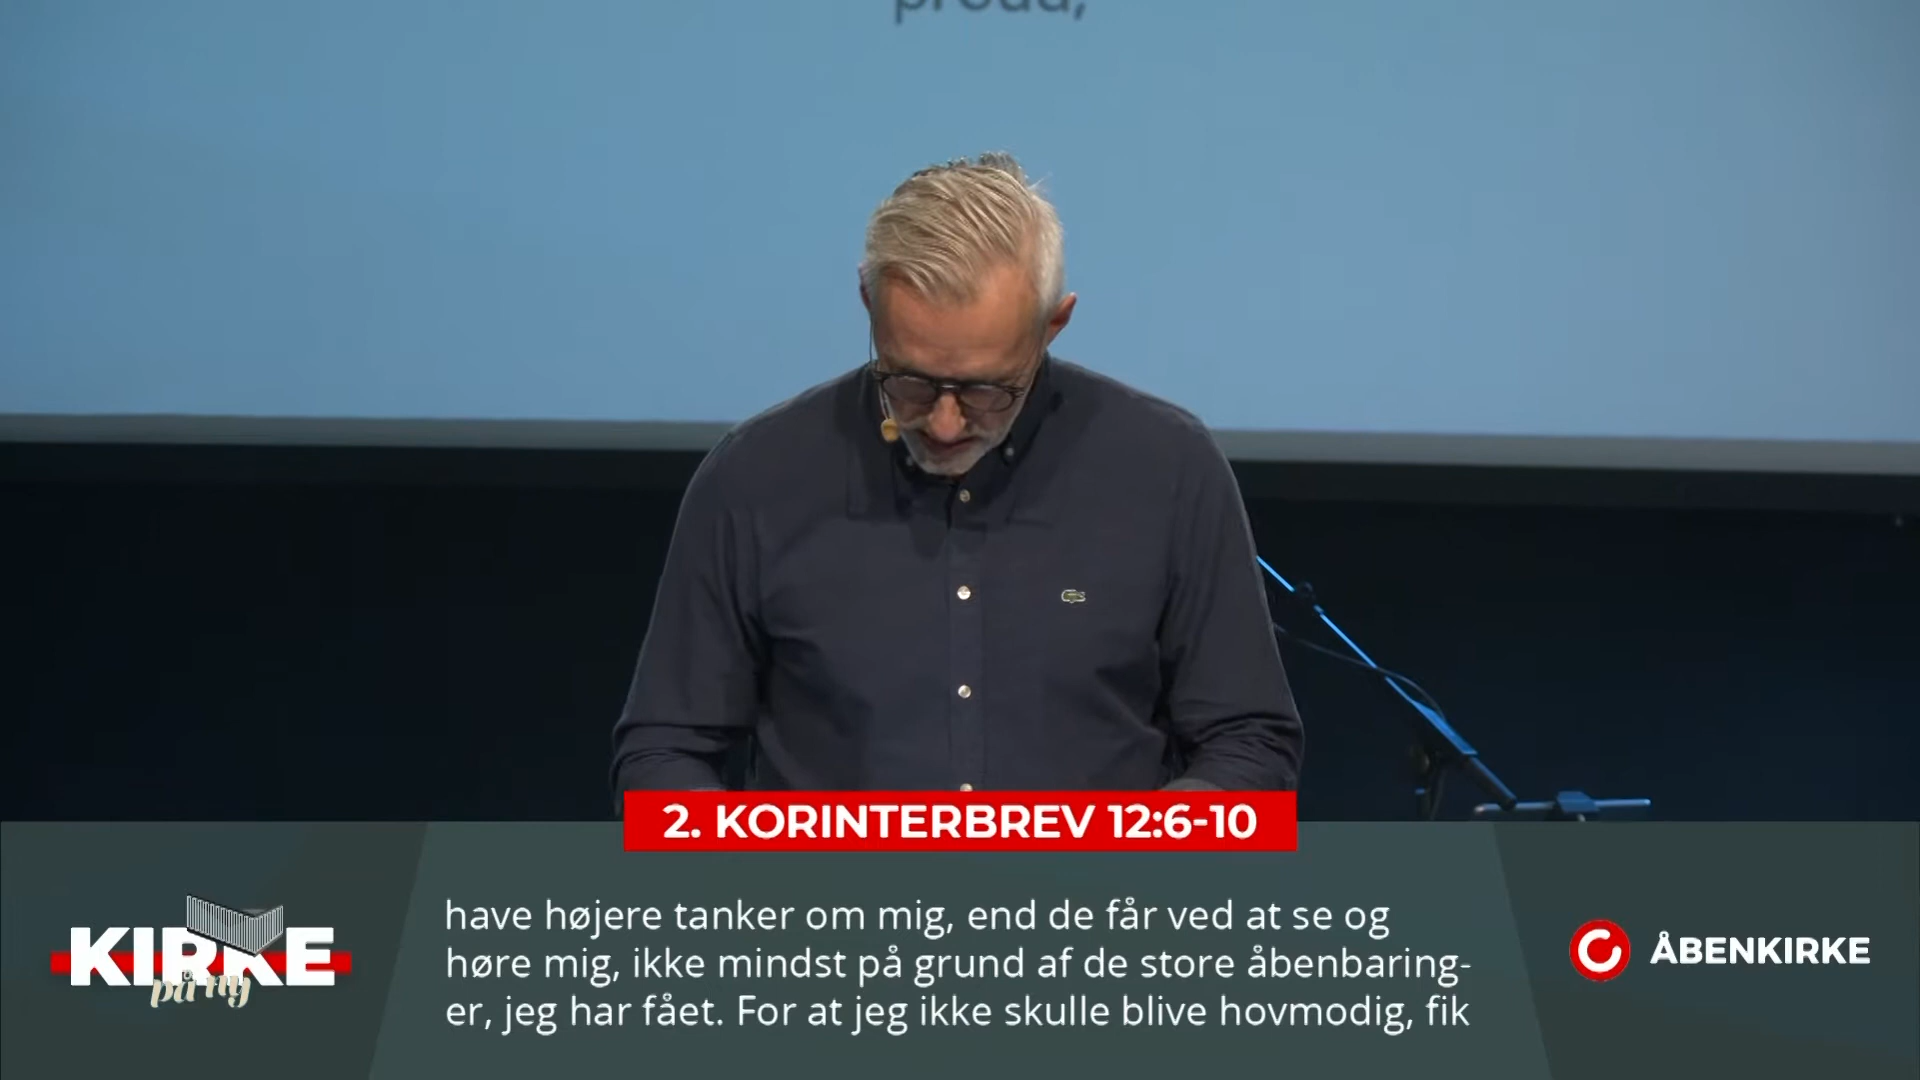 proud,
2. KORINTERBREV 12:6-10
have højere tanker om mig, end de får ved at se og
høre mig, ikke mindst på grund af de store åbenbaring-
er, jeg har fået. For at jeg ikke skulle blive hovmodig, fik
KIRKE
på ny
ÅBENKIRKE